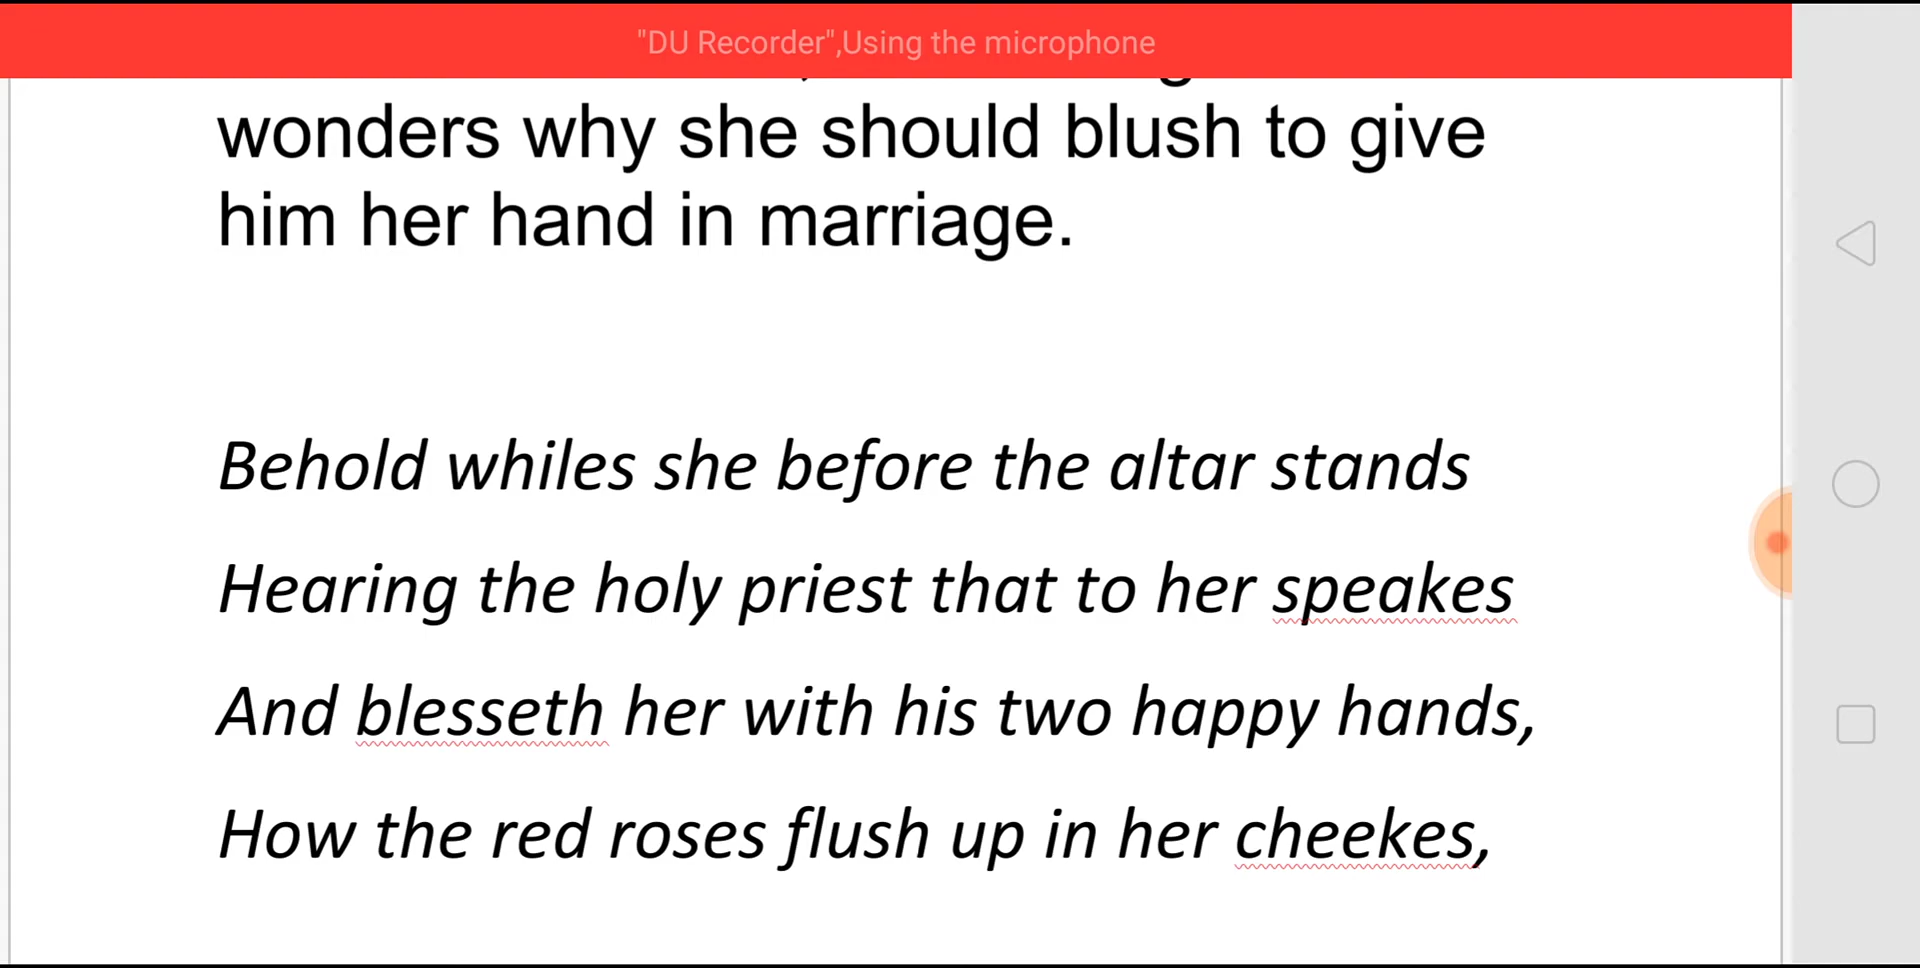 "DU Recorder",Using the microphone
wonders why she should blush to give
him her hand in marriage.
Behold whiles she before the altar stands
Hearing the holy priest that to her speakes
And blesseth her with his two happy hands,
How the red roses flush up in her cheekes,